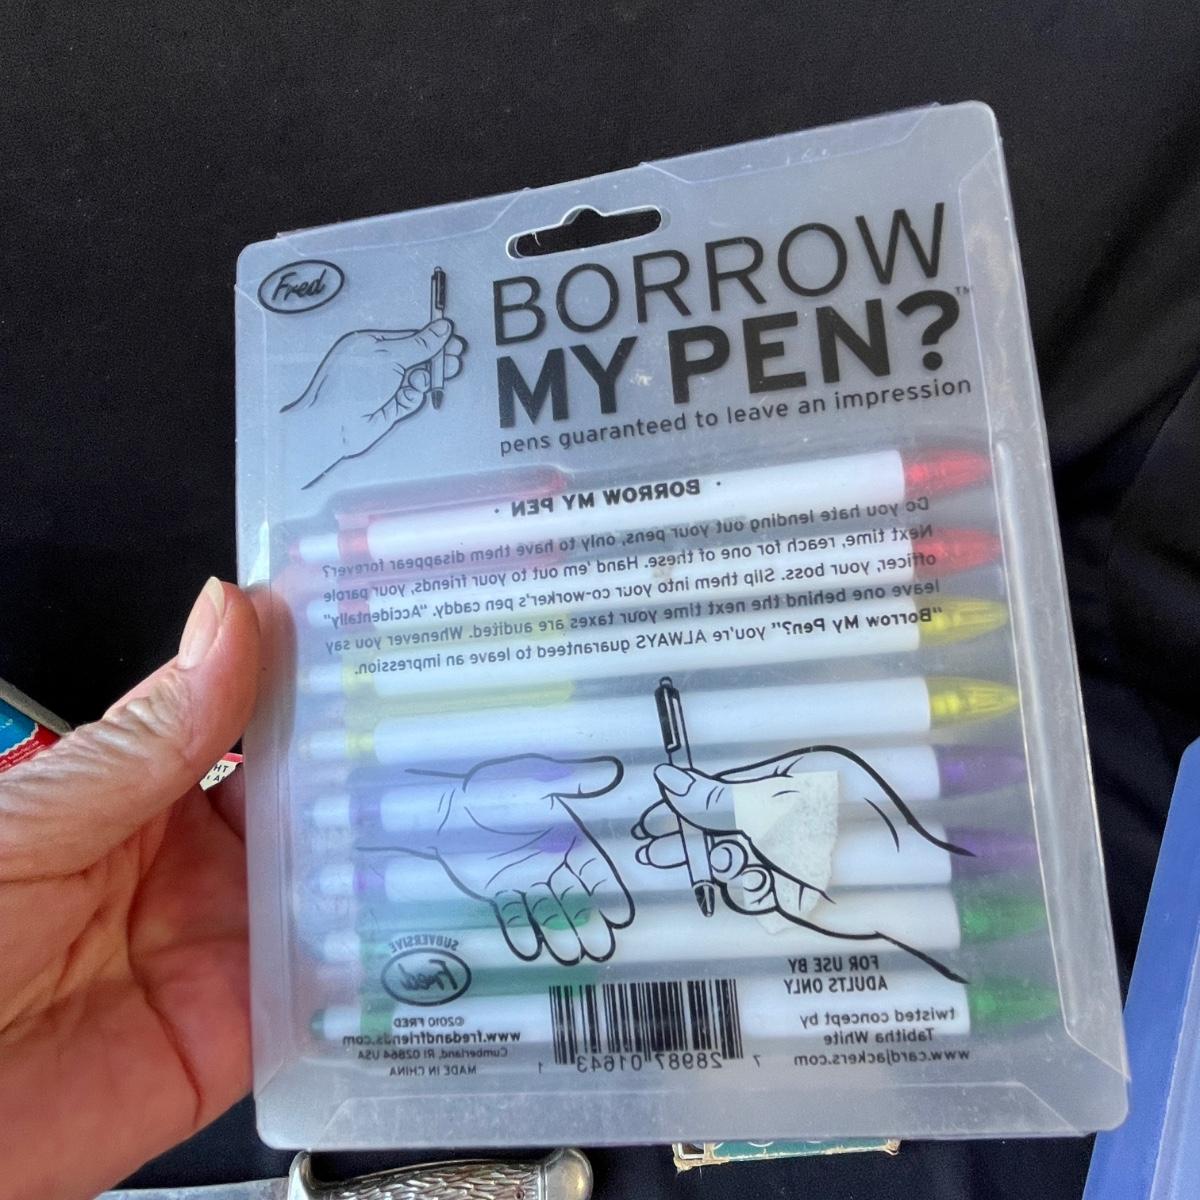 Fred
BORROW
MY PEN?™
pens guaranteed to leave an impression
· BORROW MY PEN ·
Do you hate lending out your pens, only to have them disappear forever?
Next time, reach for one of these. Hand 'em out to your friends, your parole
officer, your boss. Slip them into your co-worker's pen caddy. "Accidentally"
leave one behind the next time your taxes are audited. Whenever you say
"Borrow My Pen?" you're ALWAYS guaranteed to leave an impression.
SUBVERSIVE
Fred
©2010 FRED
www.fredandfriends.com
Cumberland, RI 02864 USA
MADE IN CHINA
7 28987 01643 1
FOR USE BY
ADULTS ONLY
twisted concept by
Tabitha White
www.cardjackers.com